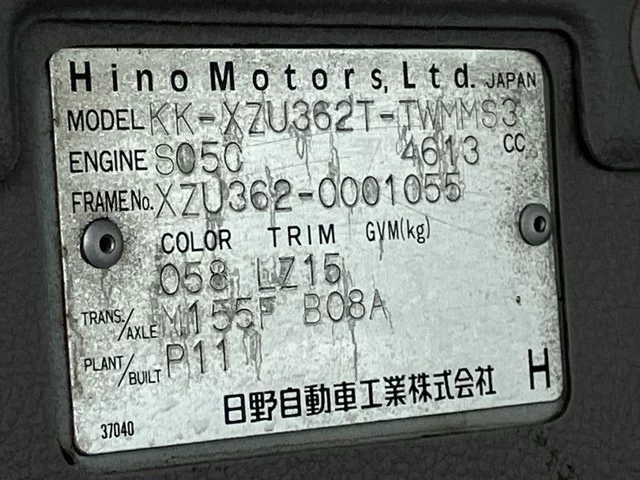 Hino Motors, Ltd. JAPAN
MODEL KK-XZU362T-TWMMS3
ENGINE S05C 4613 CC
FRAME No. XZU362-0001055
COLOR TRIM GVM(kg)
058 LZ15
TRANS./AXLE M155F B08A
PLANT/BUILT P11
日野自動車工業株式会社 H
37040